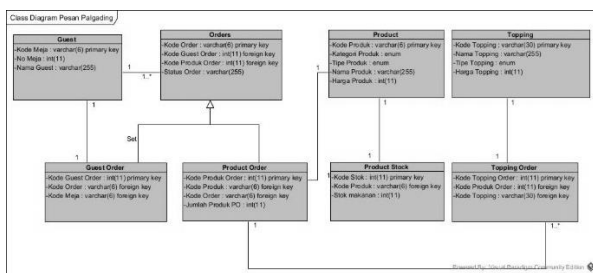 Class Diagram Pesan Palgading
Guest
-Kode Meja : varchar(6) primary key
-No Meja : int(11)
-Nama Guest : varchar(255)
Orders
-Kode Order : varchar(6) primary key
-Kode Guest Order : int(11) foreign key
-Kode Produk Order : int(11) foreign key
-Status Order : varchar(255)
Product
-Kode Produk : varchar(6) primary key
-Kategori Produk : enum
-Tipe Produk : enum
-Nama Produk : varchar(255)
-Harga Produk : int(11)
Topping
-Kode Topping : varchar(30) primary key
-Nama Topping : varchar(255)
-Tipe Topping : enum
-Harga Topping : int(11)
1
1..*
1
1
1
1
Set
1
1
1
1
Guest Order
-Kode Guest Order : int(11) primary key
-Kode Order : varchar(6) foreign key
-Kode Meja : varchar(6) foreign key
Product Order
-Kode Produk Order : int(11) primary key
-Kode Produk : varchar(6) foreign key
-Kode Order : varchar(6) foreign key
-Jumlah Produk PO : int(11)
Product Stock
-Kode Stok : int(11) primary key
-Kode Produk : varchar(6) foreign key
-Stok makanan : int(11)
Topping Order
-Kode Topping Order : int(11) primary key
-Kode Produk Order : int(11) foreign key
-Kode Topping : varchar(30) foreign key
1
1..*
Powered By Visual Paradigm Community Edition